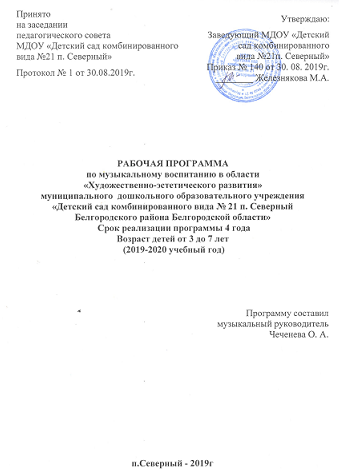 Принято
на заседании
педагогического совета
МДОУ «Детский сад комбинированного
вида №21 п. Северный»
Протокол № 1 от 30.08.2019г.
Утверждаю:
Заведующий МДОУ «Детский
сад комбинированного
вида №21п. Северный»
Приказ № 140 от 30. 08. 2019г.
Железнякова М.А.
РАБОЧАЯ ПРОГРАММА
по музыкальному воспитанию в области
«Художественно-эстетического развития»
муниципального дошкольного образовательного учреждения
«Детский сад комбинированного вида № 21 п. Северный
Белгородского района Белгородской области»
Срок реализации программы 4 года
Возраст детей от 3 до 7 лет
(2019-2020 учебный год)
Программу составил
музыкальный руководитель
Чеченева О. А.
п.Северный - 2019г